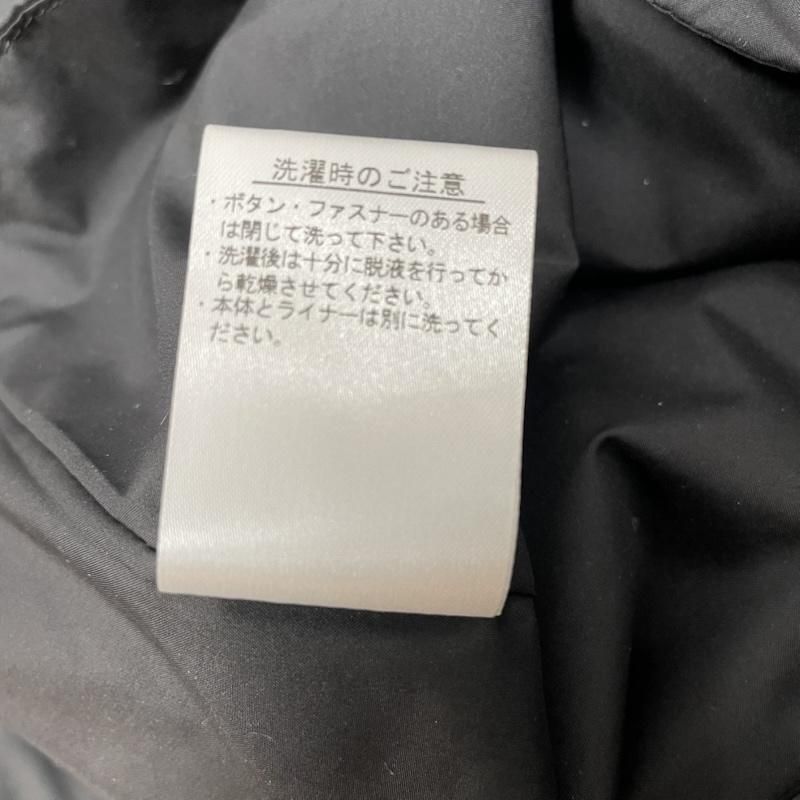 洗濯時のご注意
・ボタン・ファスナーのある場合
は閉じて洗って下さい。
・洗濯後は十分に脱液を行ってか
ら乾燥させてください。
・本体とライナーは別に洗ってく
ださい。